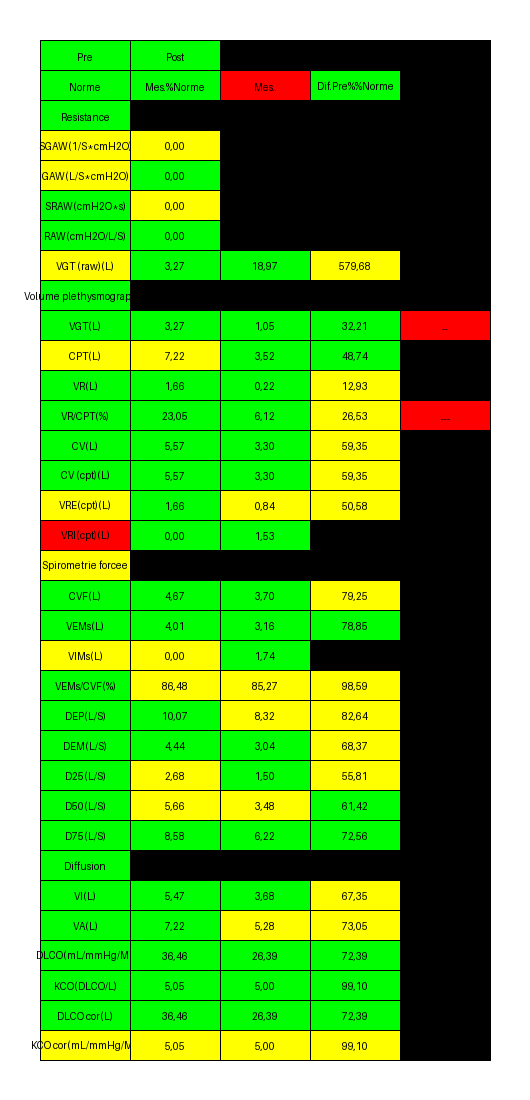 Pre Post
Norme Mes.%Norme Mes. Dif.Pre%%Norme
Resistance
SGAW(1/S*cmH2O) 0,00
GAW(L/S*cmH2O) 0,00
SRAW(cmH2O*s) 0,00
RAW(cmH2O/L/S) 0,00
VGT (raw)(L) 3,27 18,97 579,68
Volume plethysmograp
VGT(L) 3,27 1,05 32,21 ..
CPT(L) 7,22 3,52 48,74
VR(L) 1,66 0,22 12,93
VR/CPT(%) 23,05 6,12 26,53 ...
CV(L) 5,57 3,30 59,35
CV (cpt)(L) 5,57 3,30 59,35
VRE(cpt)(L) 1,66 0,84 50,58
VRI(cpt)(L) 0,00 1,53
Spirometrie forcee
CVF(L) 4,67 3,70 79,25
VEMs(L) 4,01 3,16 78,85
VIMs(L) 0,00 1,74
VEMs/CVF(%) 86,48 85,27 98,59
DEP(L/S) 10,07 8,32 82,64
DEM(L/S) 4,44 3,04 68,37
D25(L/S) 2,68 1,50 55,81
D50(L/S) 5,66 3,48 61,42
D75(L/S) 8,58 6,22 72,56
Diffusion
VI(L) 5,47 3,68 67,35
VA(L) 7,22 5,28 73,05
DLCO(mL/mmHg/M 36,46 26,39 72,39
KCO(DLCO/L) 5,05 5,00 99,10
DLCO cor(L) 36,46 26,39 72,39
KCO cor(mL/mmHg/M 5,05 5,00 99,10